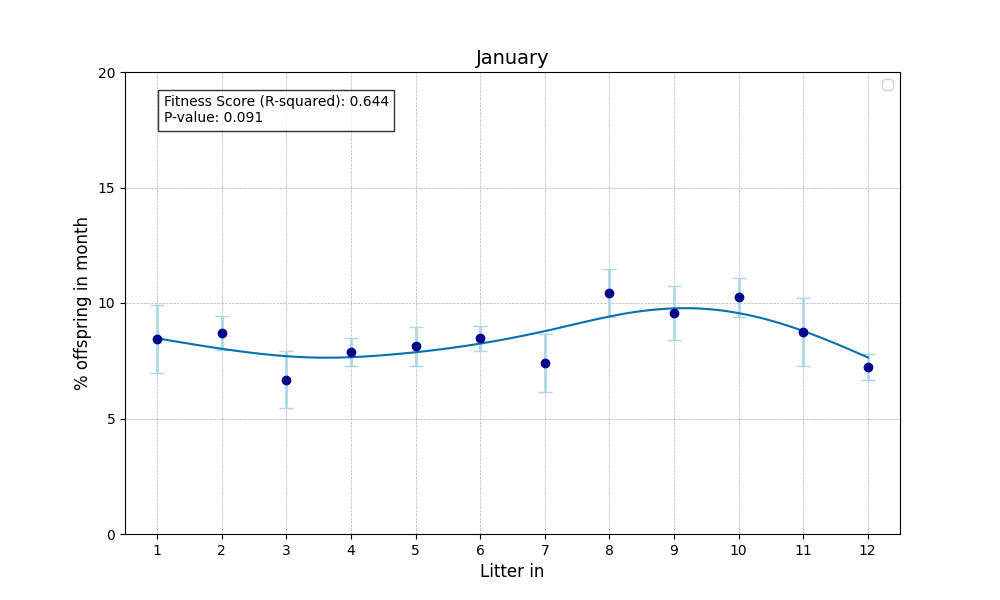 January
Fitness Score (R-squared): 0.644
P-value: 0.091
% offspring in month
20
15
10
5
0
1 2 3 4 5 6 7 8 9 10 11 12
Litter in